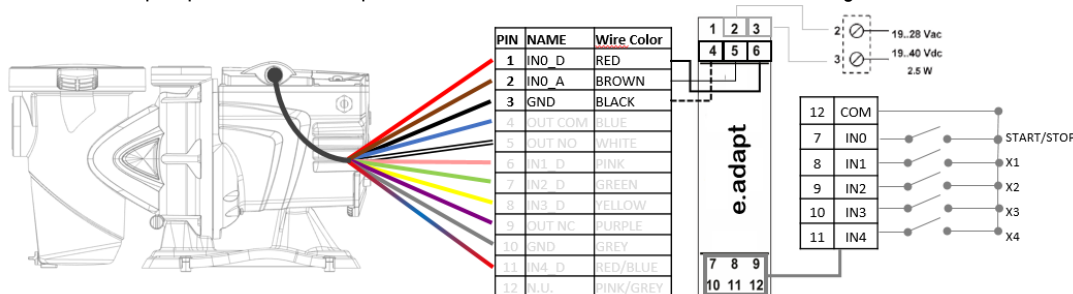 PIN NAME Wire Color
1 IN0_D RED
2 IN0_A BROWN
3 GND BLACK
4 OUT COM BLUE
5 OUT NO WHITE
6 IN1_D PINK
7 IN2_D GREEN
8 IN3_D YELLOW
9 OUT NC PURPLE
10 GND GREY
11 IN4_D RED/BLUE
12 N.U. PINK/GREY
1 2 3
4 5 6
e.adapt
7 8 9
10 11 12
2 19..28 Vac
3 19..40 Vdc
2.5 W
12 COM
7 IN0 START/STOP
8 IN1 X1
9 IN2 X2
10 IN3 X3
11 IN4 X4